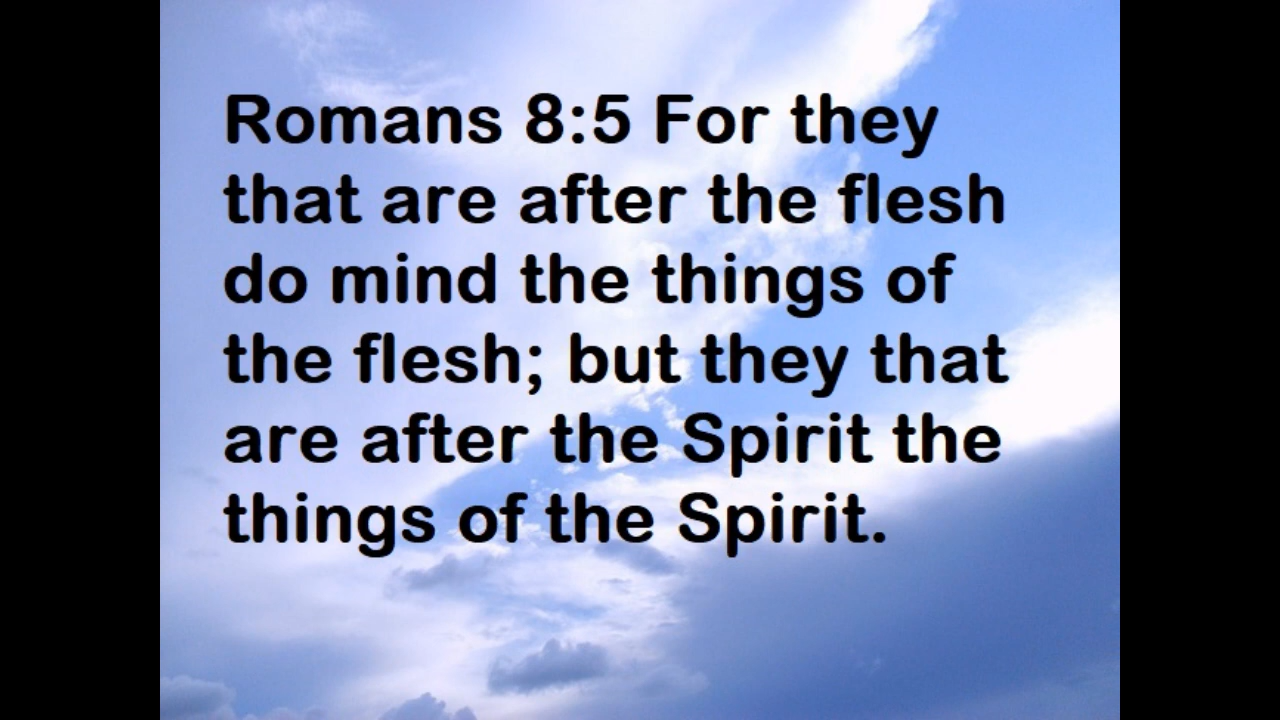 Romans 8:5 For they
that are after the flesh
do mind the things of
the flesh; but they that
are after the Spirit the
things of the Spirit.